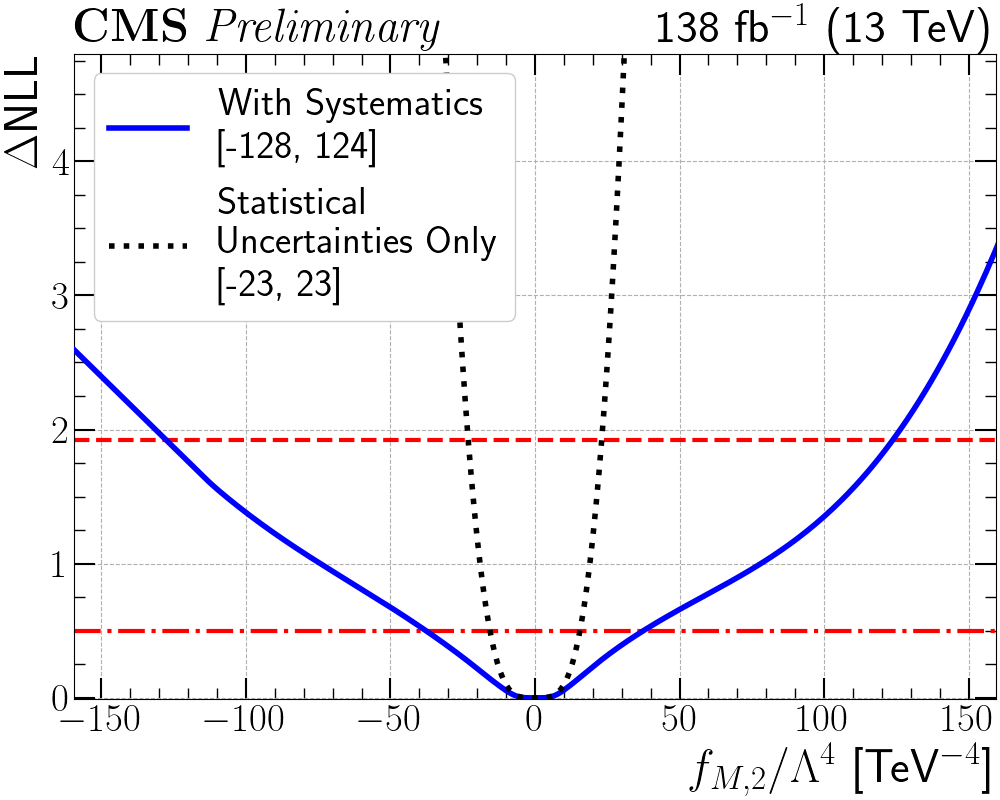 CMS Preliminary 138 fb⁻¹ (13 TeV)
ΔNLL
With Systematics
[-128, 124]
Statistical
Uncertainties Only
[-23, 23]
4
3
2
1
0
−150 −100 −50 0 50 100 150
f_{M,2}/Λ⁴ [TeV⁻⁴]